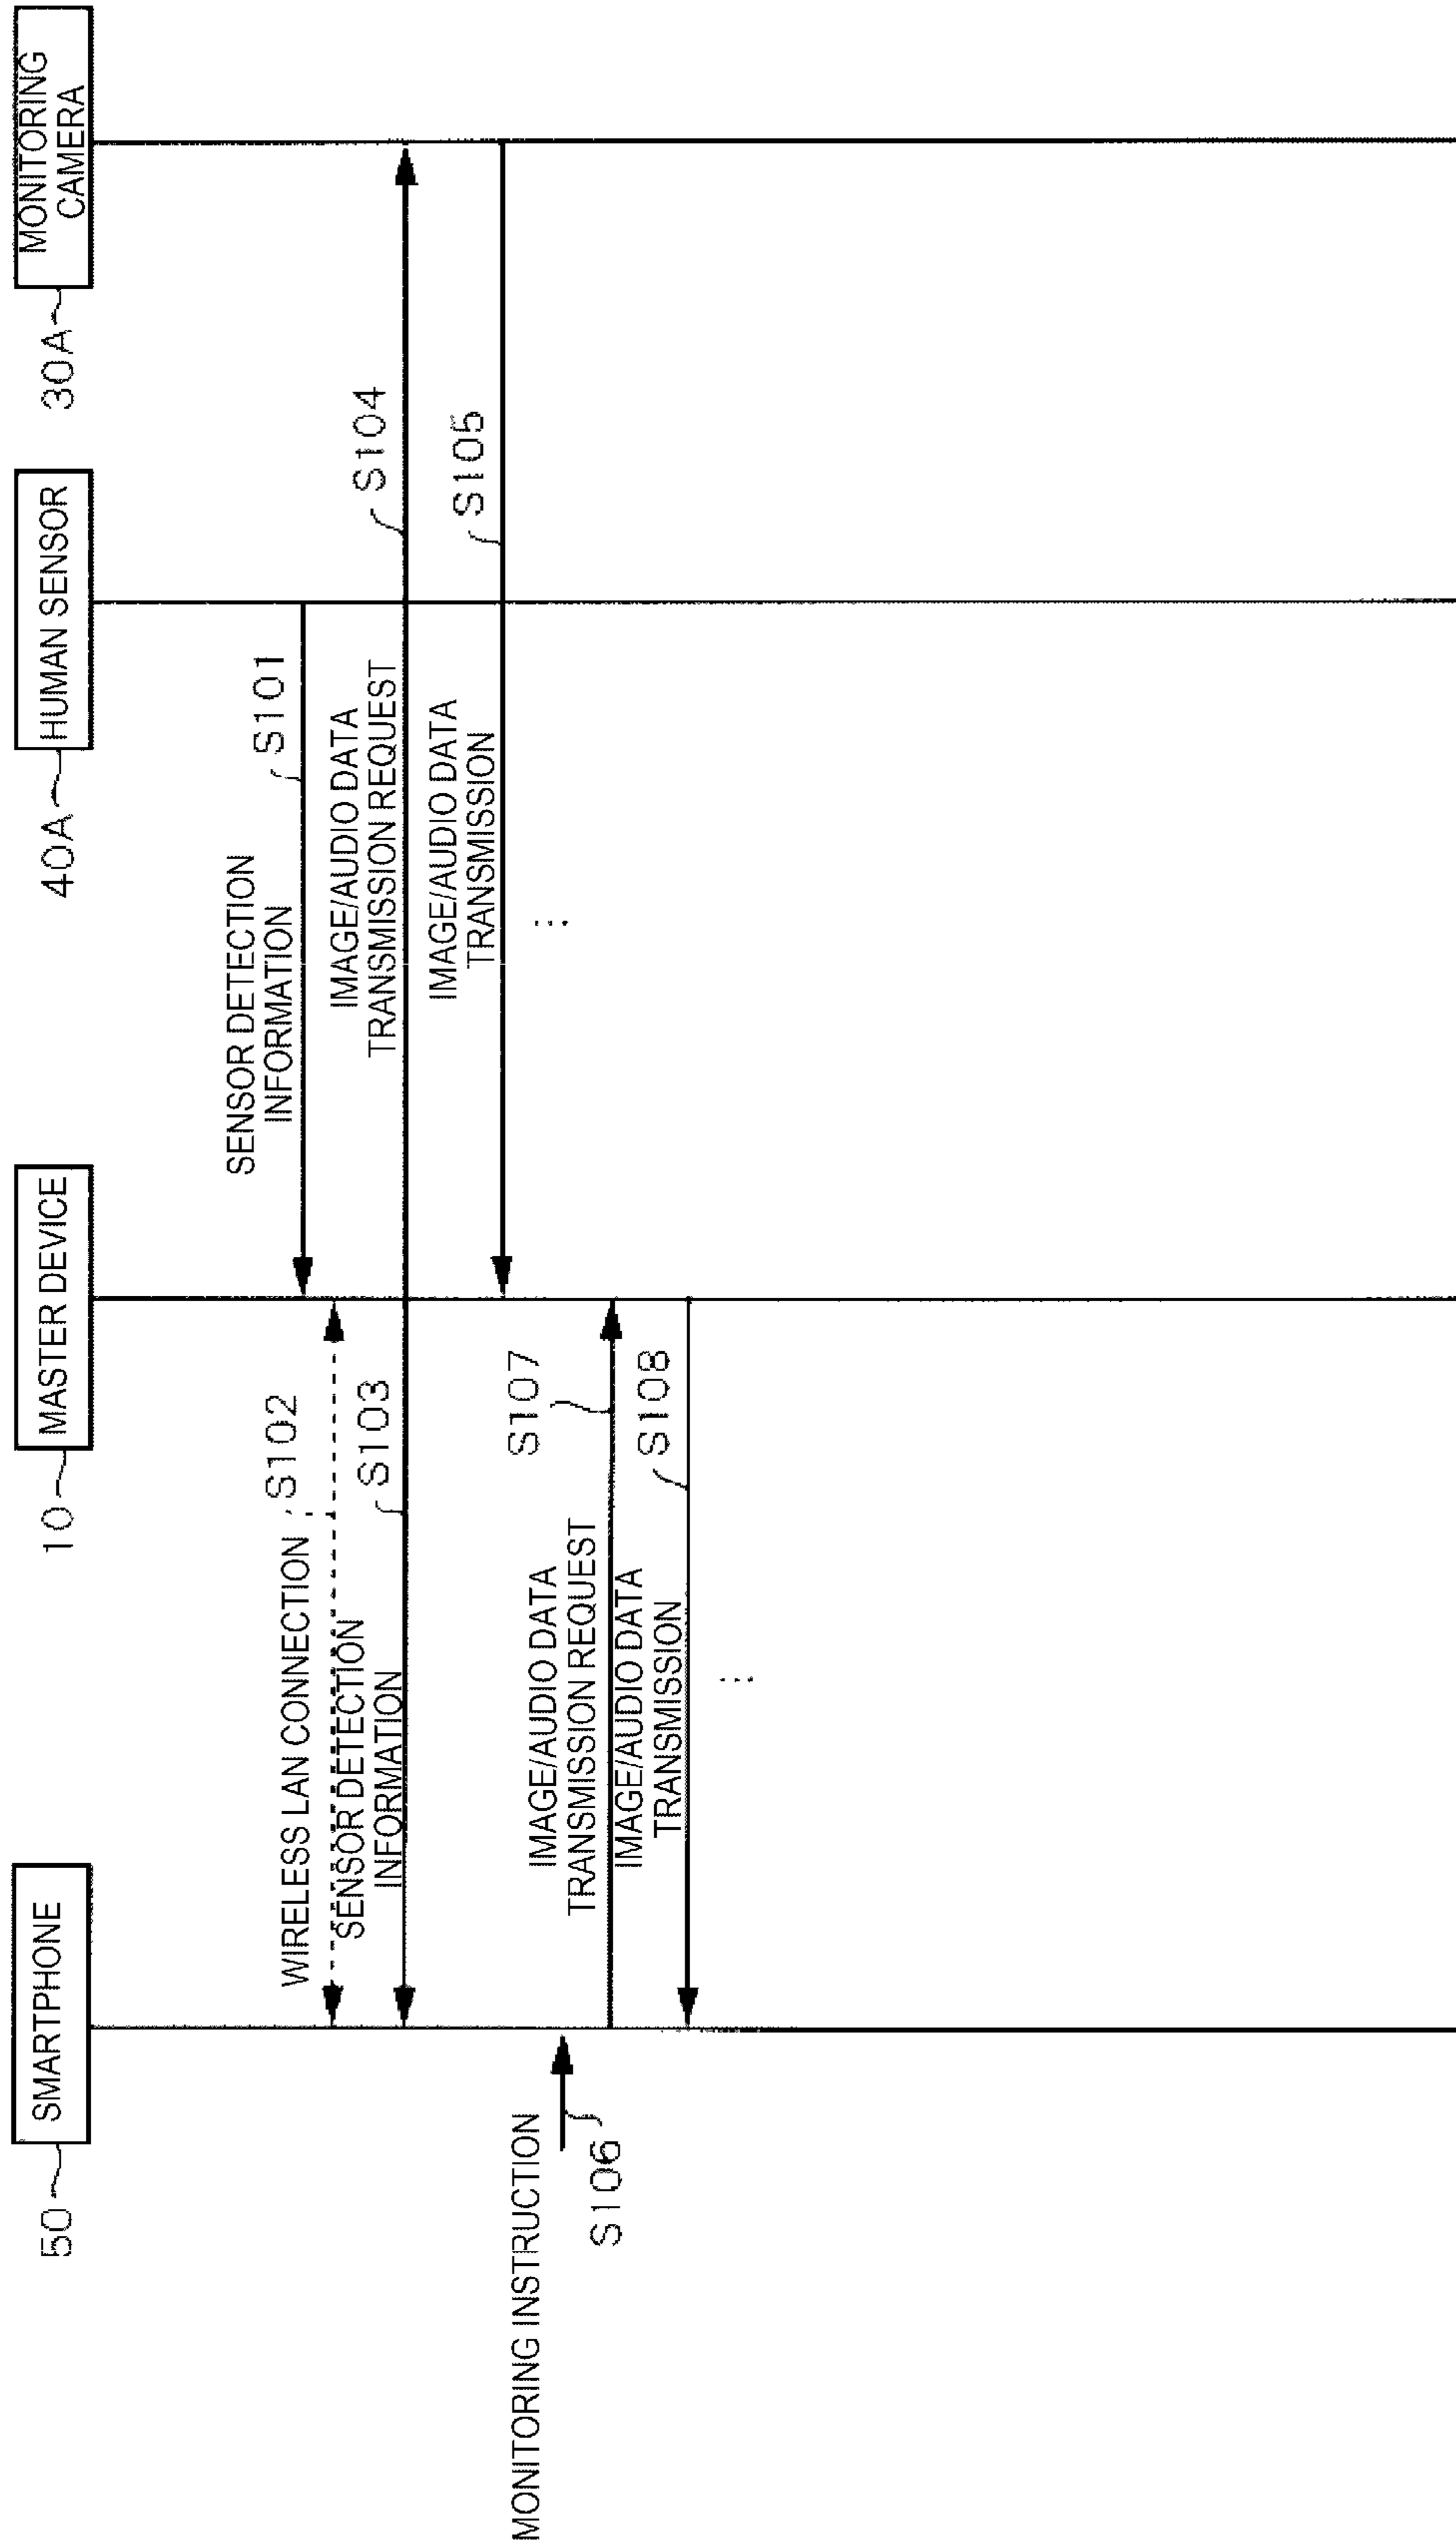 SMARTPHONE
50
MASTER DEVICE
10
HUMAN SENSOR
40A
MONITORING
CAMERA
30A
SENSOR DETECTION
INFORMATION
S101
WIRELESS LAN CONNECTION
S102
SENSOR DETECTION
INFORMATION
S103
IMAGE/AUDIO DATA
TRANSMISSION REQUEST
S104
IMAGE/AUDIO DATA
TRANSMISSION
S105
MONITORING INSTRUCTION
S106
IMAGE/AUDIO DATA
TRANSMISSION REQUEST
S107
IMAGE/AUDIO DATA
TRANSMISSION
S108